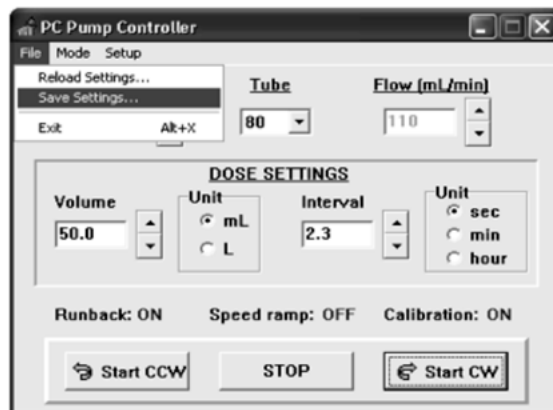 PC Pump Controller
File Mode Setup
Reload Settings...
Save Settings...
Exit Alt+X
Tube Flow (mL/min)
80 110
DOSE SETTINGS
Volume Unit Interval Unit
50.0 mL 2.3 sec
L min
hour
Runback: ON Speed ramp: OFF Calibration: ON
Start CCW STOP Start CW